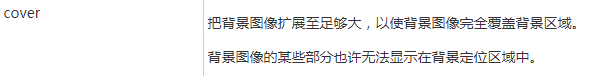 cover
把背景图像扩展至足够大，以使背景图像完全覆盖背景区域。
背景图像的某些部分也许无法显示在背景定位区域中。